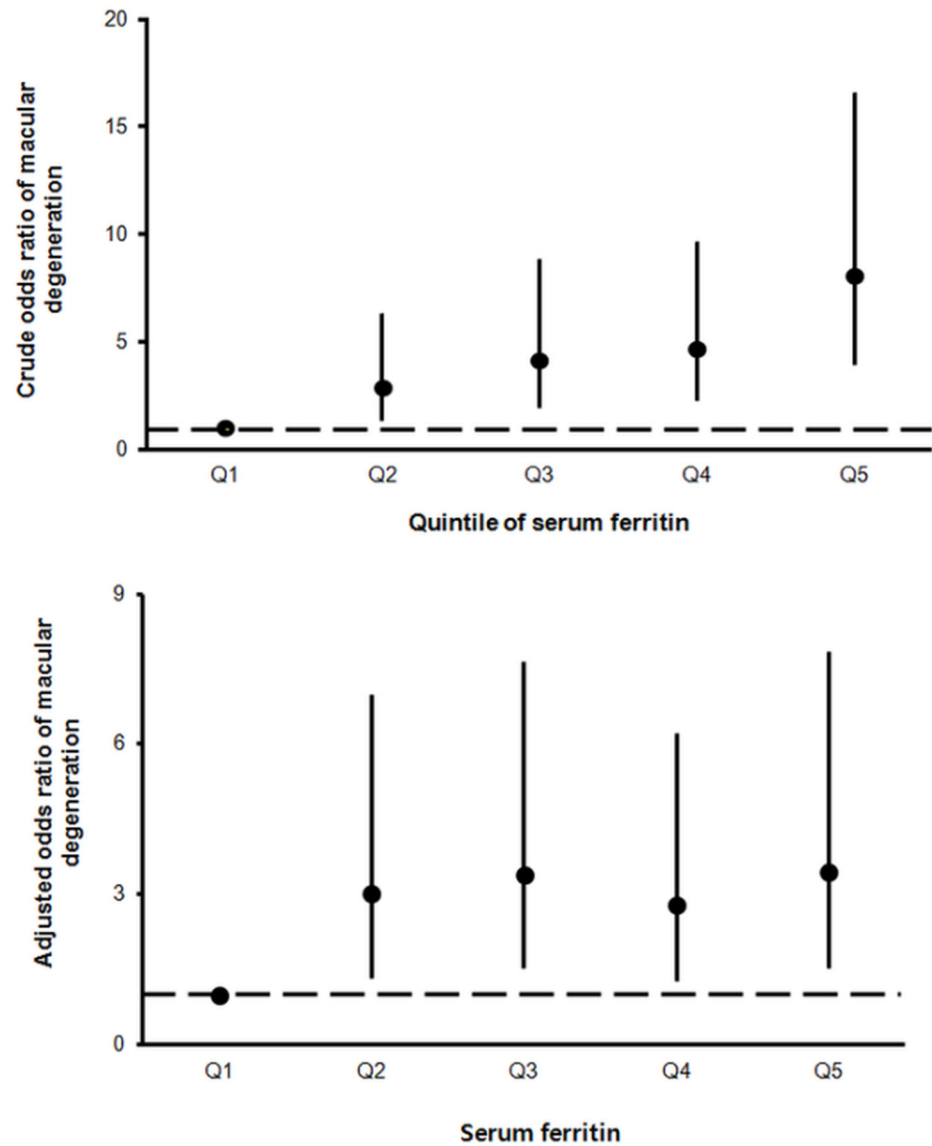 20
Crude odds ratio of macular
degeneration
15
10
5
0
Q1 Q2 Q3 Q4 Q5
Quintile of serum ferritin
9
Adjusted odds ratio of macular
degeneration
6
3
0
Q1 Q2 Q3 Q4 Q5
Serum ferritin